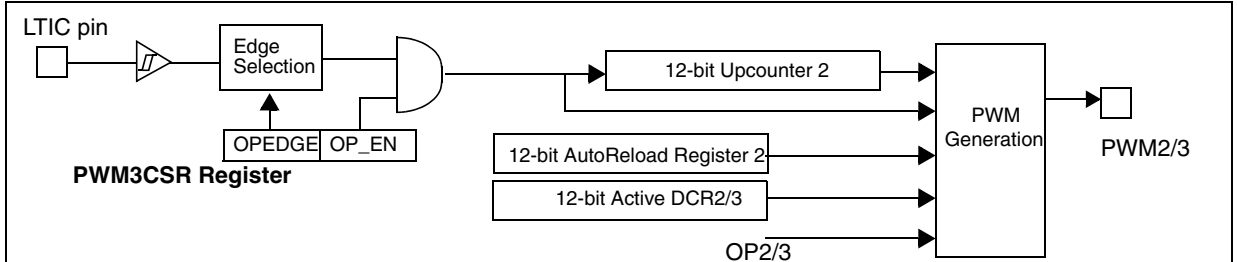 LTIC pin
Edge
Selection
12-bit Upcounter 2
OPEDGE OP_EN
PWM3CSR Register
12-bit AutoReload Register 2
12-bit Active DCR2/3
OP2/3
PWM
Generation
PWM2/3